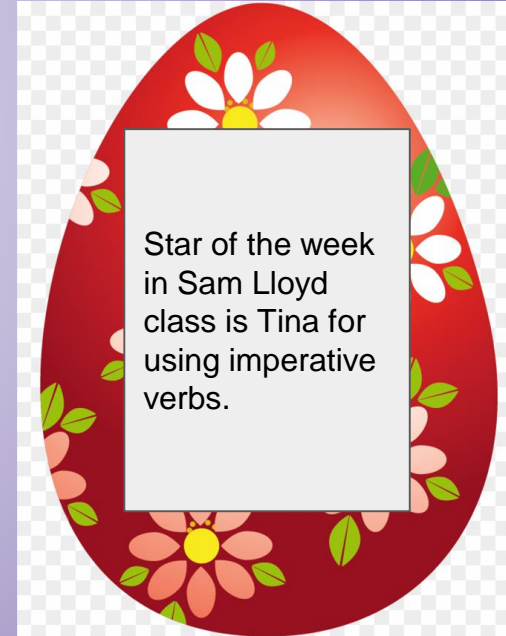 Star of the week
in Sam Lloyd
class is Tina for
using imperative
verbs.